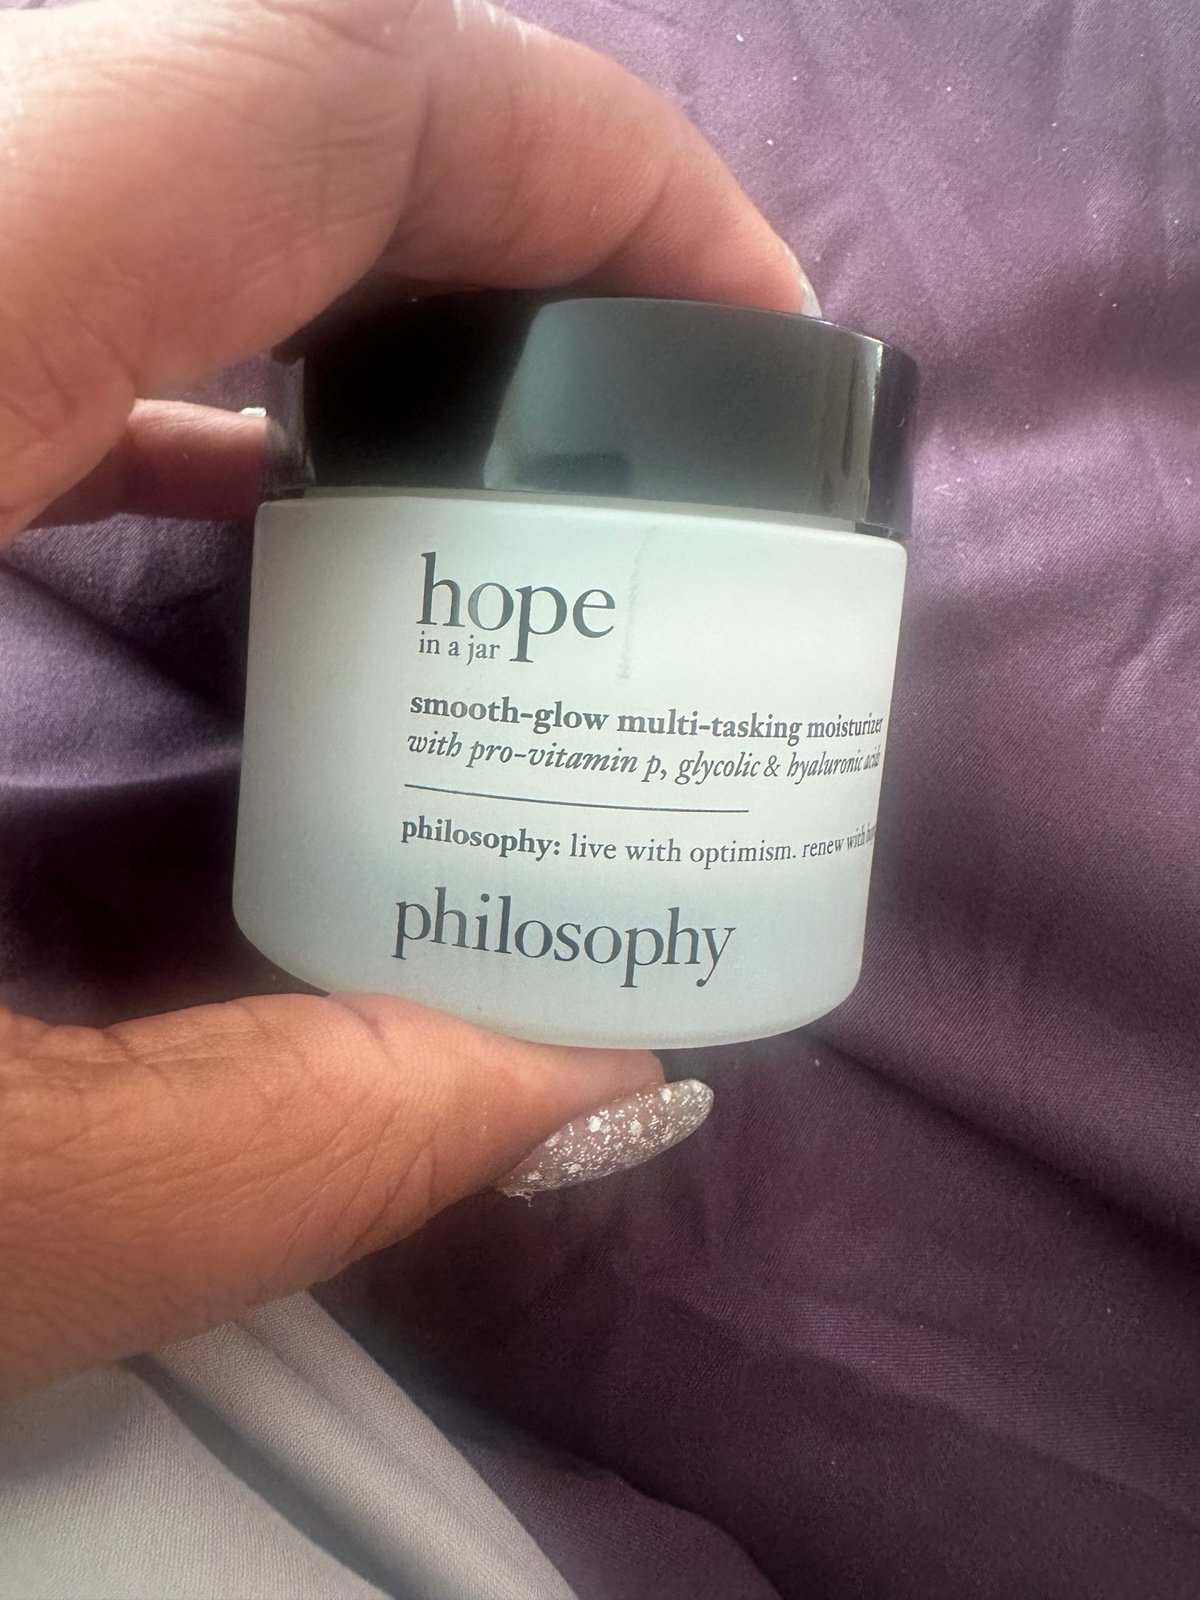 hope
in a jar
smooth-glow multi-tasking moisturizer
with pro-vitamin p, glycolic & hyaluronic acids
philosophy: live with optimism. renew with
philosophy